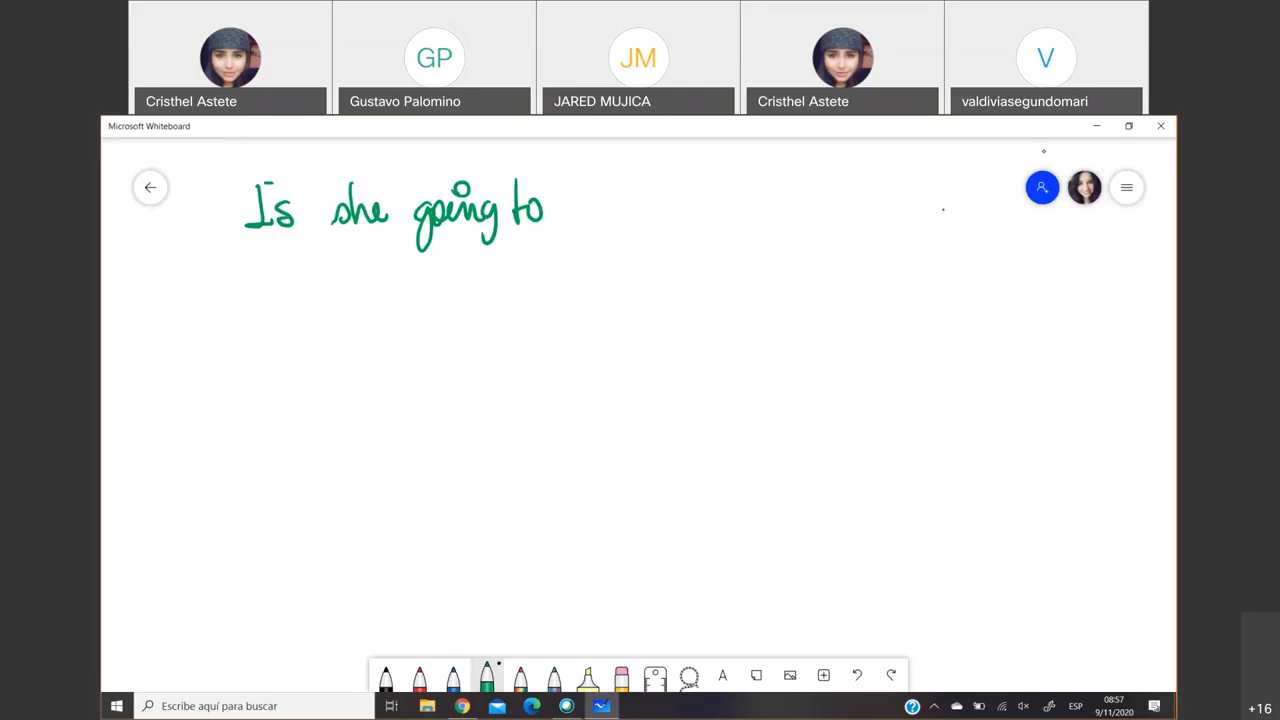 GP
JM
V
Cristhel Astete
Gustavo Palomino
JARED MUJICA
Cristhel Astete
valdiviasegundomari
Microsoft Whiteboard
Is she going to
A
Escribe aquí para buscar
ESP
08:57
9/11/2020
+16